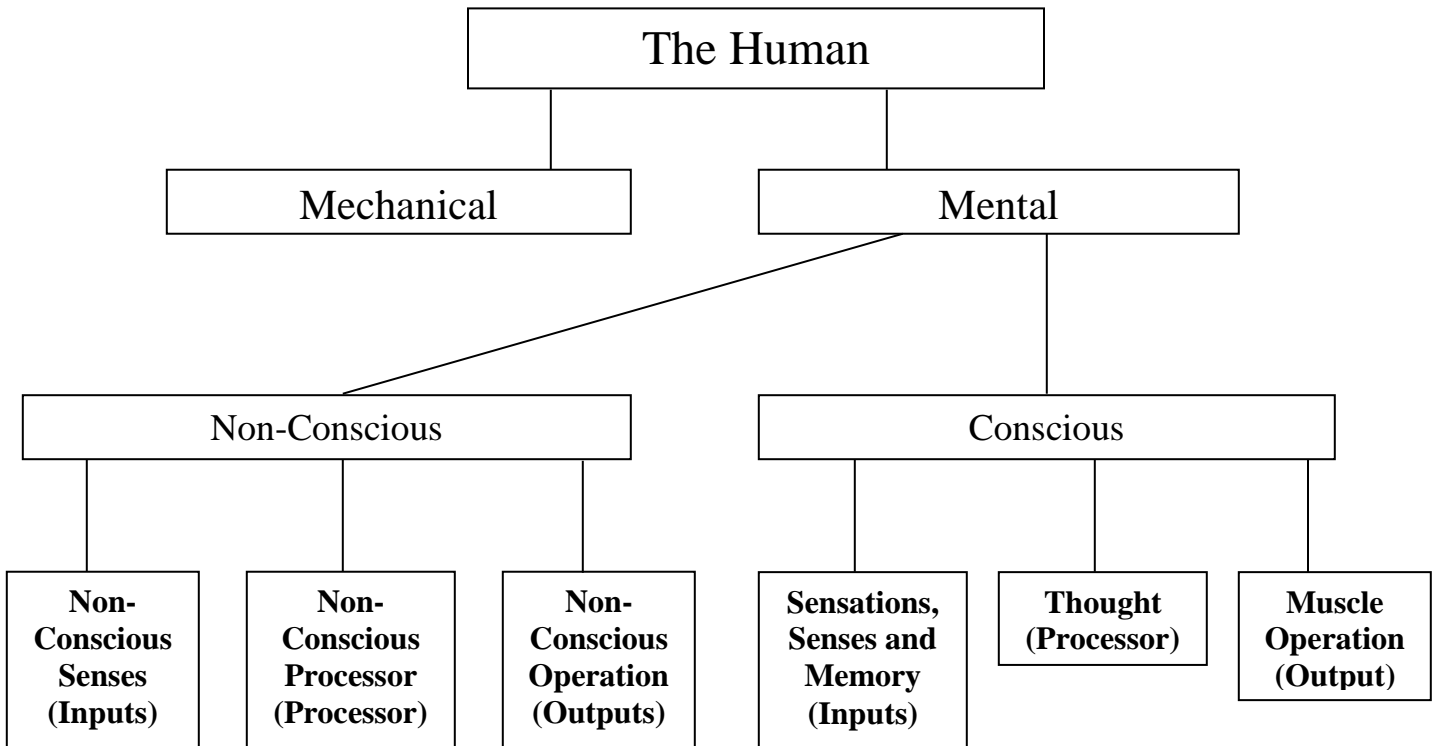 The Human
Mechanical
Mental
Non-Conscious
Conscious
Non-
Conscious
Senses
(Inputs)
Non-
Conscious
Processor
(Processor)
Non-
Conscious
Operation
(Outputs)
Sensations,
Senses and
Memory
(Inputs)
Thought
(Processor)
Muscle
Operation
(Output)